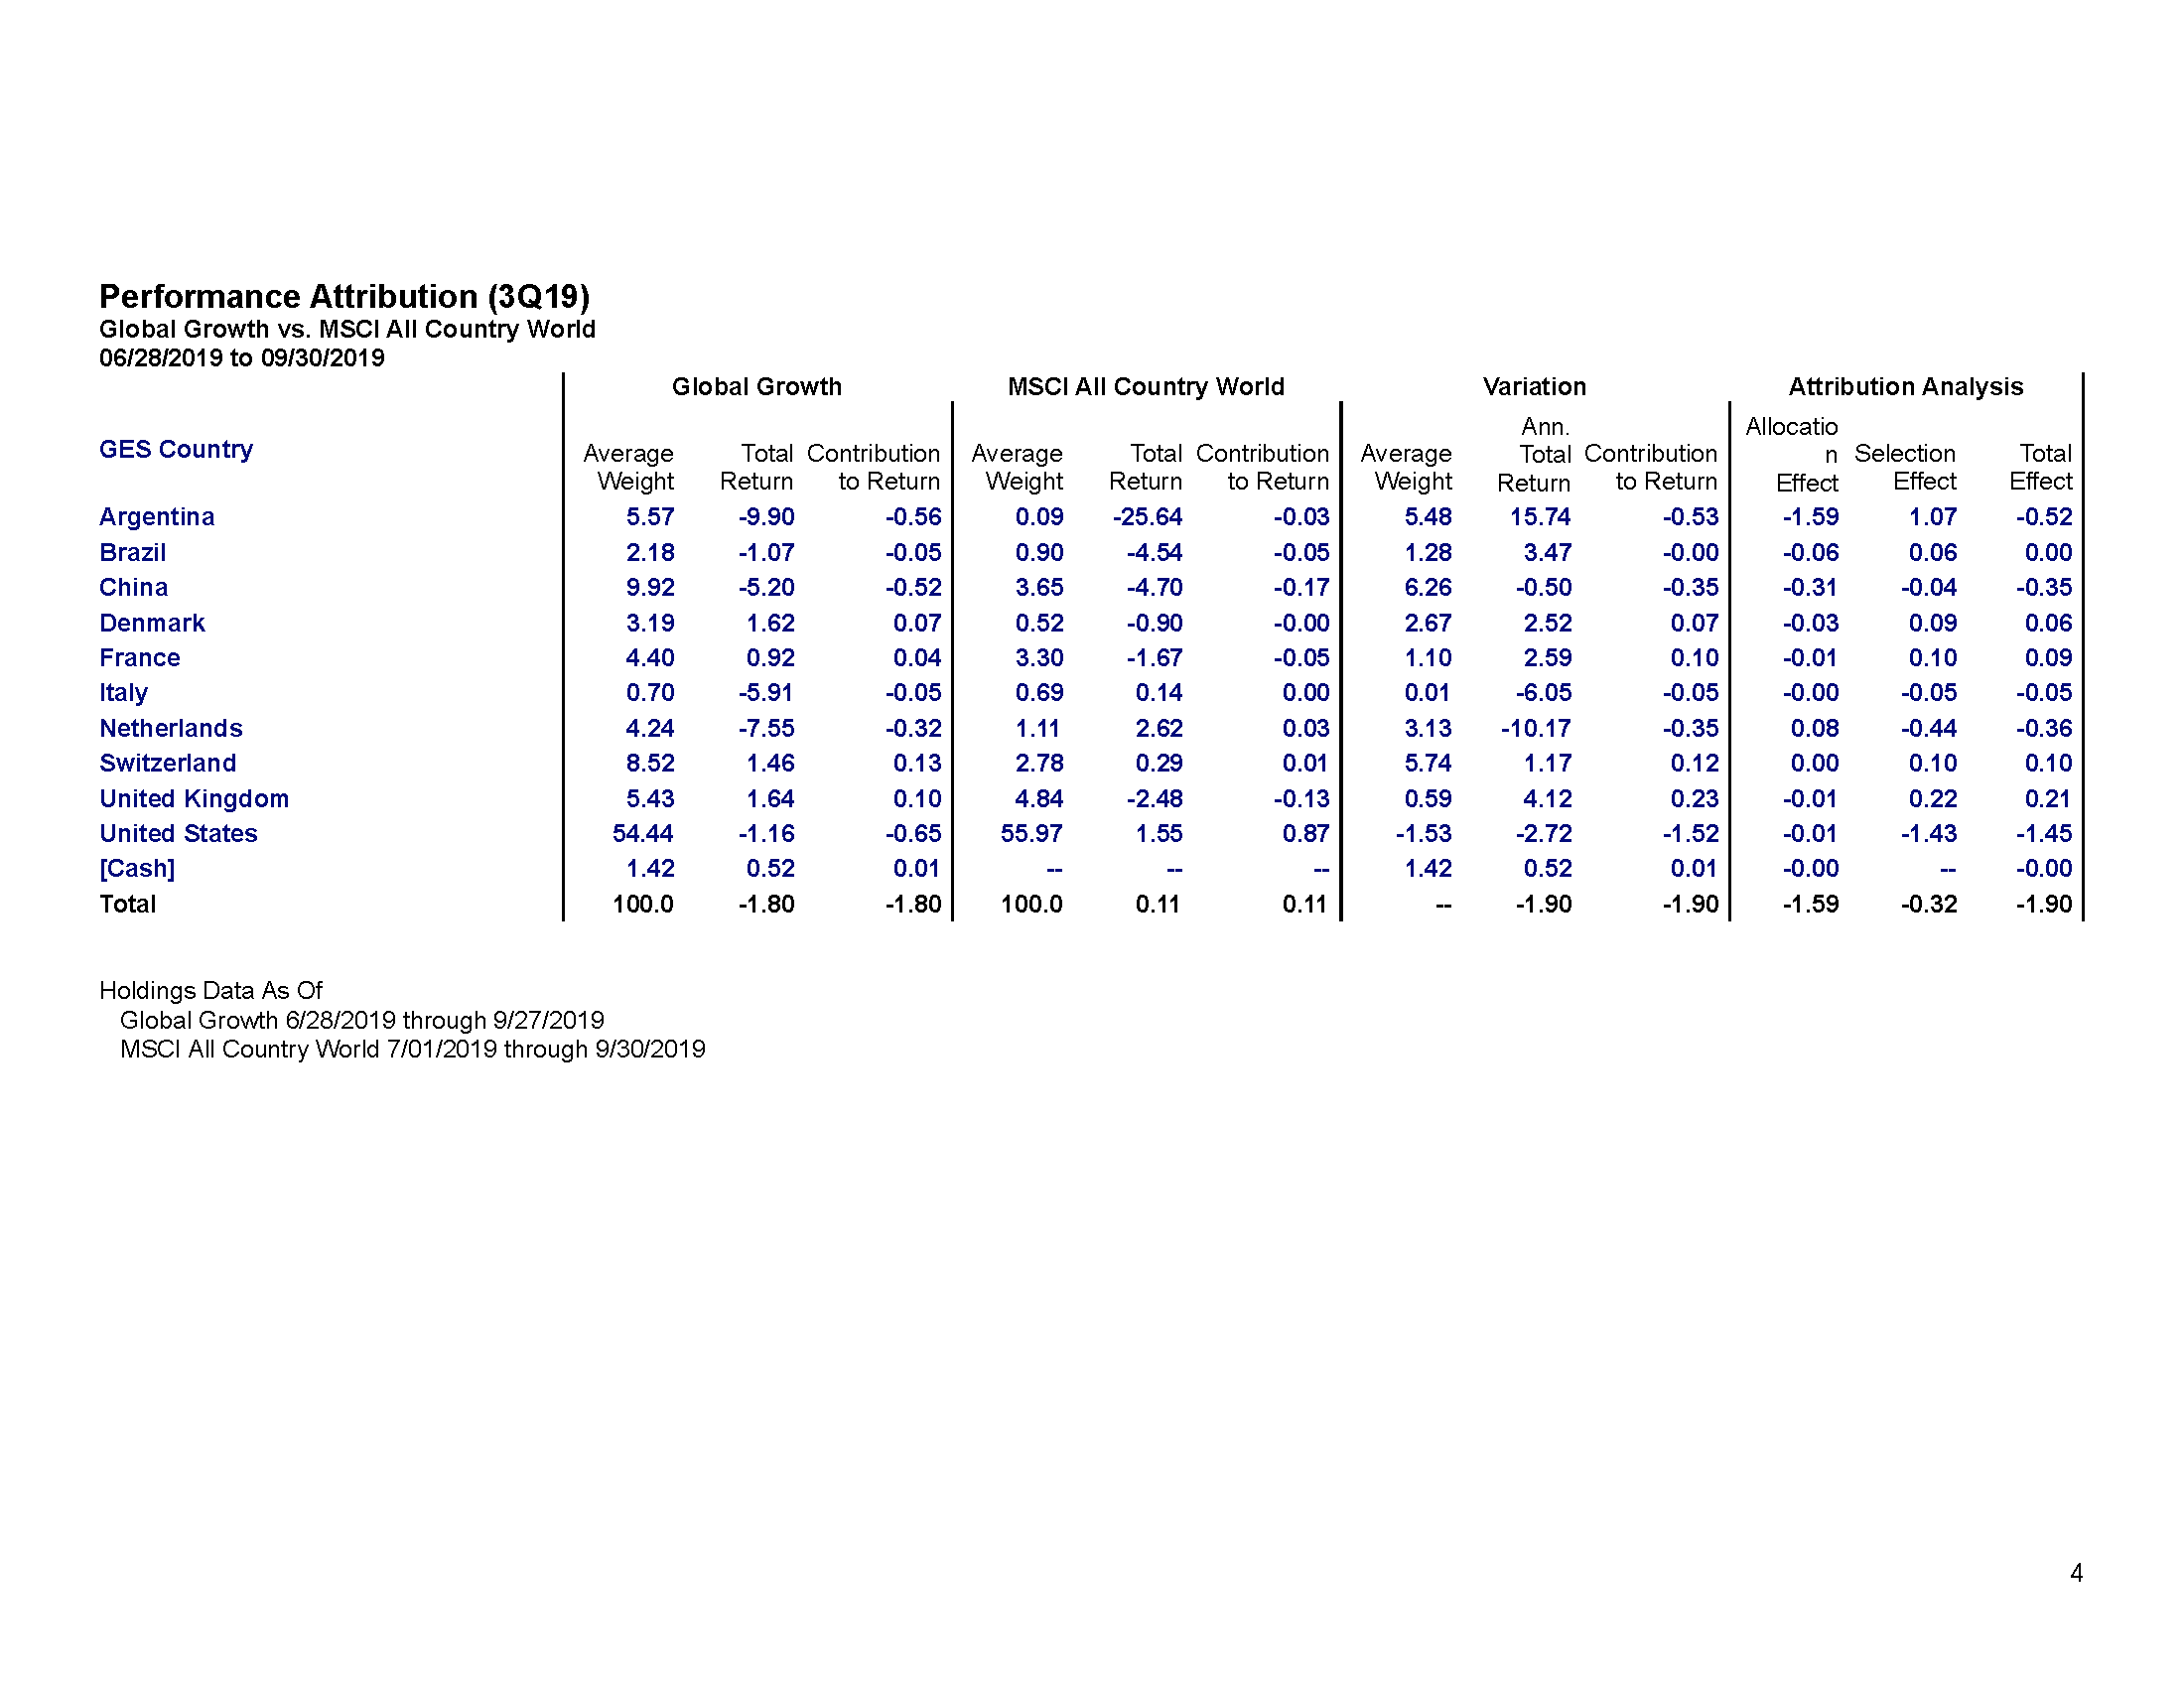 Performance Attribution (3Q19)
Global Growth vs. MSCI All Country World
06/28/2019 to 09/30/2019
Global Growth MSCI All Country World Variation Attribution Analysis
GES Country Average Weight Total Return Contribution to Return Average Weight Total Return Contribution to Return Average Weight Ann. Total Return Contribution to Return Allocatio n Effect Selection Effect Total Effect
Argentina 5.57 -9.90 -0.56 0.09 -25.64 -0.03 5.48 15.74 -0.53 -1.59 1.07 -0.52
Brazil 2.18 -1.07 -0.05 0.90 -4.54 -0.05 1.28 3.47 -0.00 -0.06 0.06 0.00
China 9.92 -5.20 -0.52 3.65 -4.70 -0.17 6.26 -0.50 -0.35 -0.31 -0.04 -0.35
Denmark 3.19 1.62 0.07 0.52 -0.90 -0.00 2.67 2.52 0.07 -0.03 0.09 0.06
France 4.40 0.92 0.04 3.30 -1.67 -0.05 1.10 2.59 0.10 -0.01 0.10 0.09
Italy 0.70 -5.91 -0.05 0.69 0.14 0.00 0.01 -6.05 -0.05 -0.00 -0.05 -0.05
Netherlands 4.24 -7.55 -0.32 1.11 2.62 0.03 3.13 -10.17 -0.35 0.08 -0.44 -0.36
Switzerland 8.52 1.46 0.13 2.78 0.29 0.01 5.74 1.17 0.12 0.00 0.10 0.10
United Kingdom 5.43 1.64 0.10 4.84 -2.48 -0.13 0.59 4.12 0.23 -0.01 0.22 0.21
United States 54.44 -1.16 -0.65 55.97 1.55 0.87 -1.53 -2.72 -1.52 -0.01 -1.43 -1.45
[Cash] 1.42 0.52 0.01 -- -- -- 1.42 0.52 0.01 -0.00 -- -0.00
Total 100.0 -1.80 -1.80 100.0 0.11 0.11 -- -1.90 -1.90 -1.59 -0.32 -1.90
Holdings Data As Of
Global Growth 6/28/2019 through 9/27/2019
MSCI All Country World 7/01/2019 through 9/30/2019
4